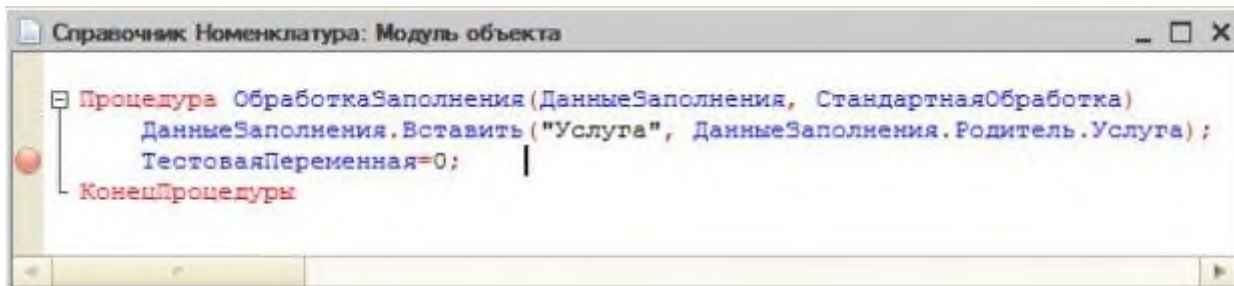 Справочник Номенклатура: Модуль объекта
Процедура ОбработкаЗаполнения(ДанныеЗаполнения, СтандартнаяОбработка)
ДанныеЗаполнения.Вставить("Услуга", ДанныеЗаполнения.Родитель.Услуга);
ТестоваяПеременная=0;
КонецПроцедуры